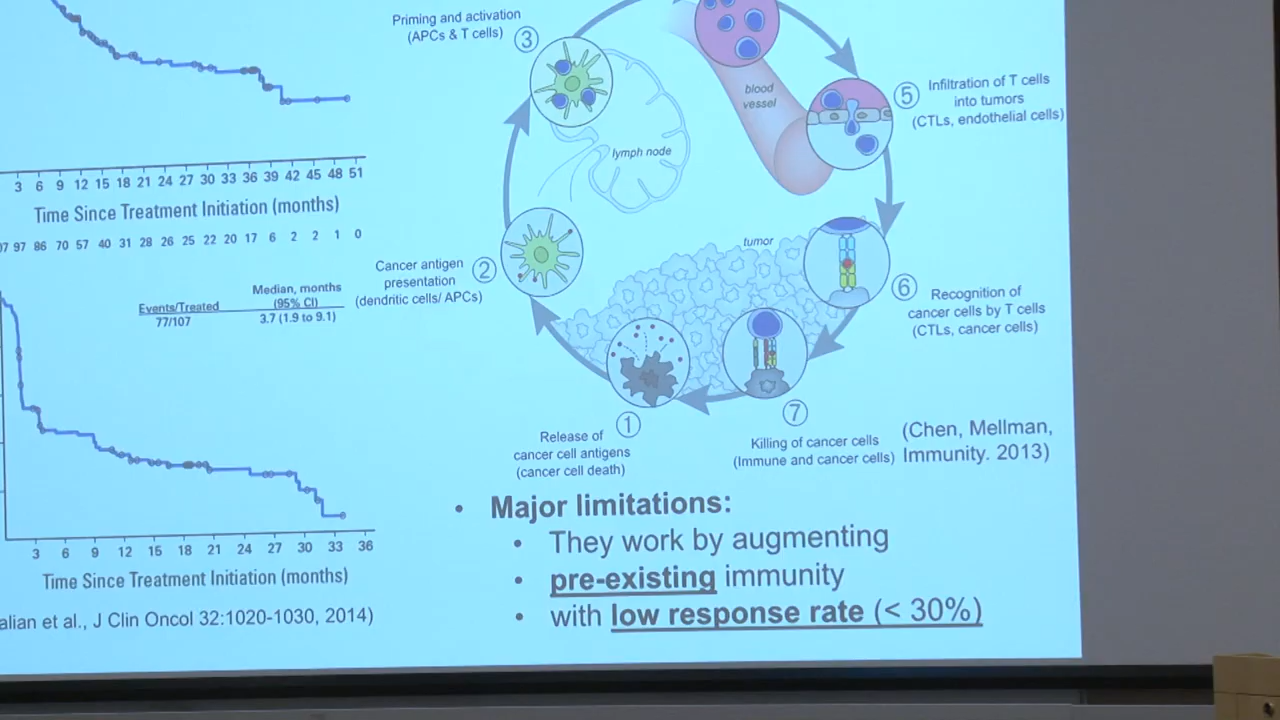 3 6 9 12 15 18 21 24 27 30 33 36 39 42 45 48 51
Time Since Treatment Initiation (months)
97 86 70 57 40 31 28 26 25 22 20 17 6 2 2 1 0
Median, months
(95% CI)
Events/Treated
77/107
3.7 (1.9 to 9.1)
3 6 9 12 15 18 21 24 27 30 33 36
Time Since Treatment Initiation (months)
et al., J Clin Oncol 32:1020-1030, 2014)
Priming and activation
(APCs & T cells)
3
lymph node
blood
vessel
5
Infiltration of T cells
into tumors
(CTLs, endothelial cells)
Cancer antigen
presentation
(dendritic cells/ APCs)
2
tumor
6
Recognition of
cancer cells by T cells
(CTLs, cancer cells)
1
Release of
cancer cell antigens
(cancer cell death)
7
Killing of cancer cells
(Immune and cancer cells)
(Chen, Mellman,
Immunity. 2013)
• Major limitations:
• They work by augmenting
• pre-existing immunity
• with low response rate (< 30%)